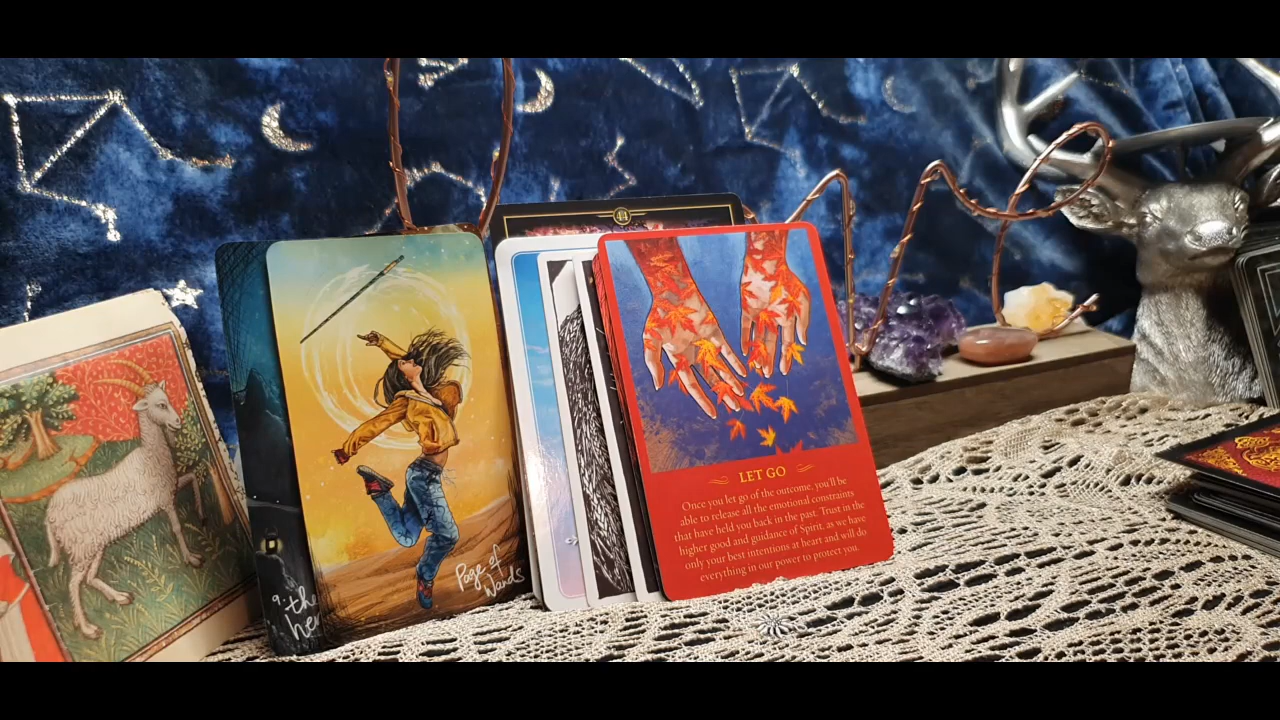 9. the
Page of
Wands
LET GO
Once you let go of the outcome, you'll be
able to release all the emotional constraints
that have held you back in the past. Trust in the
higher good and guidance of Spirit, as we have
only your best intentions at heart and will do
everything in our power to protect you.